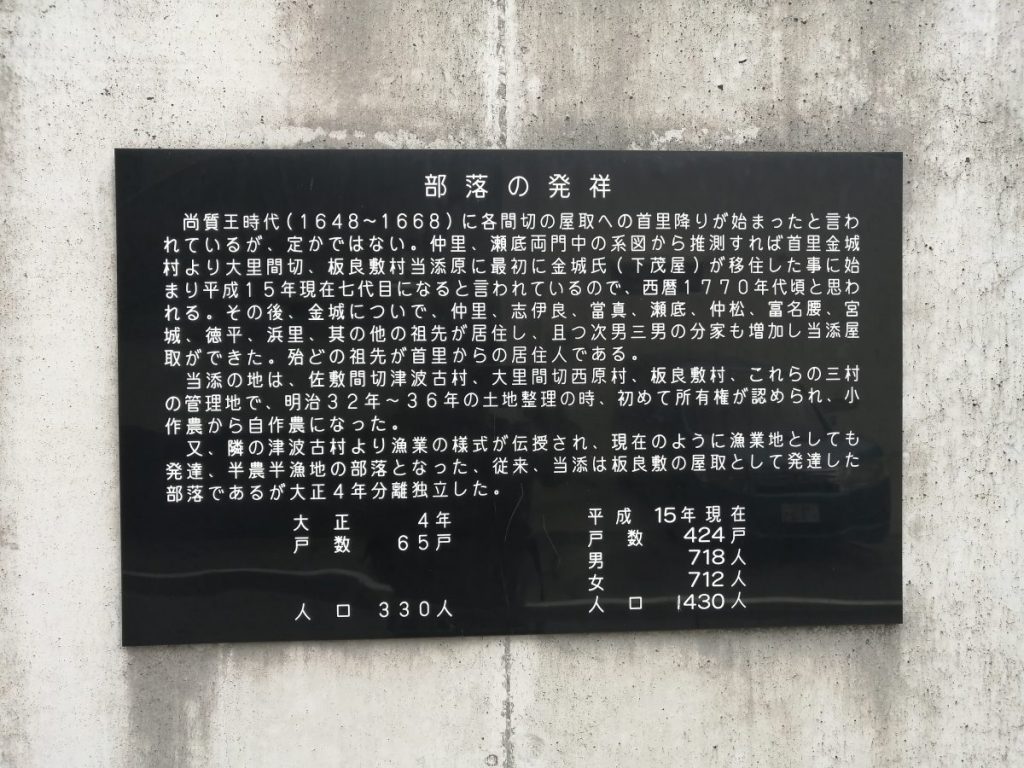 部落の発祥
尚質王時代(1648~1668)に各間切の屋取への首里降りが始まったと言わ
れているが、定かではない。仲里、瀬底両門中の系図から推測すれば首里金城
村より大里間切、板良敷村当添原に最初に金城氏(下茂屋)が移住した事に始
まり平成15年現在七代目になると言われているので、西暦1770年代頃と思わ
れる。その後、金城についで、仲里、志伊良、當真、瀬底、仲松、富名腰、宮
城、徳平、浜里、其の他の祖先が居住し、且つ次男三男の分家も増加し当添屋
取ができた。殆どの祖先が首里からの居住人である。
当添の地は、佐敷間切津波古村、大里間切西原村、板良敷村、これらの三村
の管理地で、明治32年~36年の土地整理の時、初めて所有権が認められ、小
作農から自作農になった。
又、隣の津波古村より漁業の様式が伝授され、現在のように漁業地としても
発達、半農半漁地の部落となった、従来、当添は板良敷の屋取として発達した
部落であるが大正4年分離独立した。
大正 4年
戸数 65戸
人口 330人
平成 15年現在
戸数 424戸
男 718人
女 712人
人口 1430人